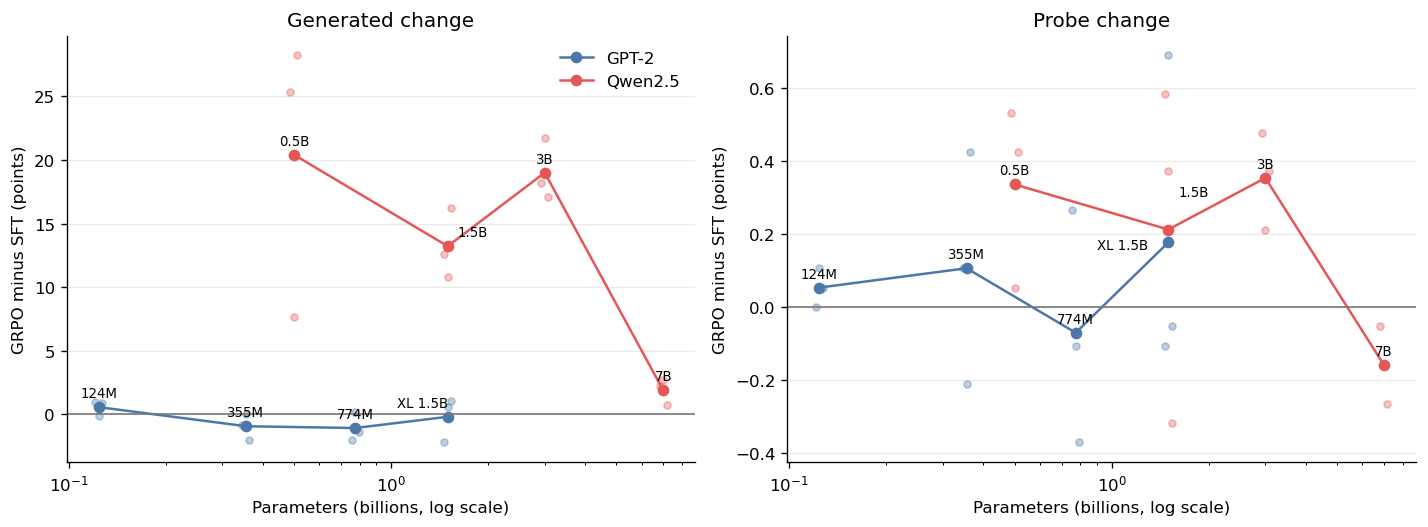 Generated change
GRPO minus SFT (points)
25
20
15
10
5
0
GPT-2
Qwen2.5
0.5B
3B
1.5B
7B
124M
355M
774M
XL 1.5B
10⁻¹
10⁰
Parameters (billions, log scale)
Probe change
GRPO minus SFT (points)
0.6
0.4
0.2
0.0
−0.2
−0.4
0.5B
3B
1.5B
XL 1.5B
355M
124M
774M
7B
10⁻¹
10⁰
Parameters (billions, log scale)